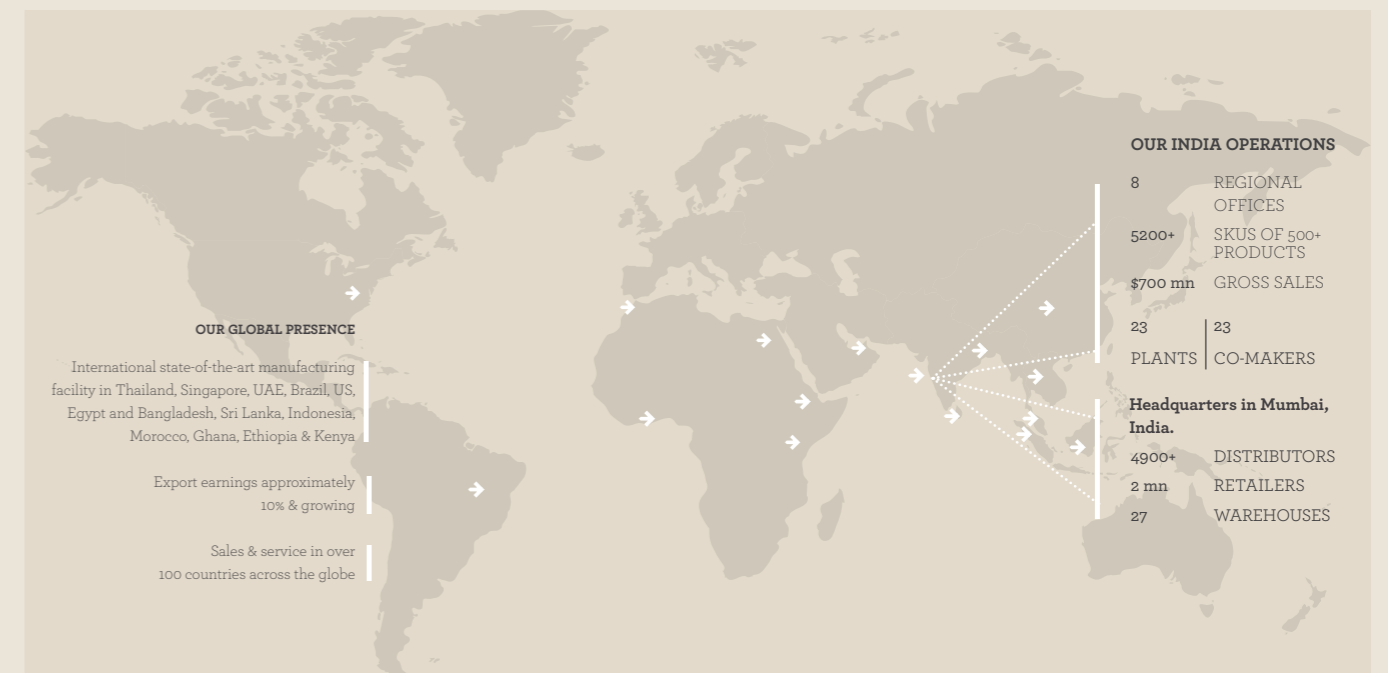 OUR GLOBAL PRESENCE
International state-of-the-art manufacturing
facility in Thailand, Singapore, UAE, Brazil, US,
Egypt and Bangladesh, Sri Lanka, Indonesia,
Morocco, Ghana, Ethiopia & Kenya
Export earnings approximately
10% & growing
Sales & service in over
100 countries across the globe
OUR INDIA OPERATIONS
8 REGIONAL
OFFICES
5200+ SKUS OF 500+
PRODUCTS
$700 mn GROSS SALES
23 23
PLANTS CO-MAKERS
Headquarters in Mumbai,
India.
4900+ DISTRIBUTORS
2 mn RETAILERS
27 WAREHOUSES